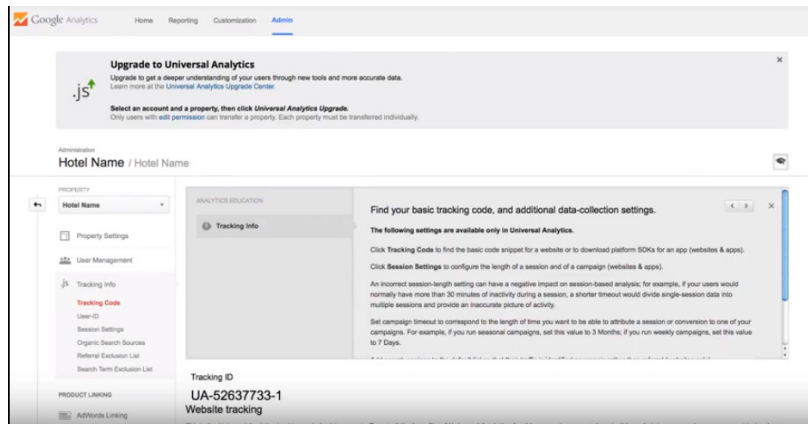 Google Analytics Home Reporting Customization Admin
Upgrade to Universal Analytics
Upgrade to get a deeper understanding of your users through new tools and more accurate data.
Learn more at the Universal Analytics Upgrade Center.
.js
Select an account and a property, then click Universal Analytics Upgrade.
Only users with edit permission can transfer a property. Each property must be transferred individually.
Administration
Hotel Name / Hotel Name
PROPERTY
Hotel Name
Property Settings
User Management
.js Tracking Info
Tracking Code
User-ID
Session Settings
Organic Search Sources
Referral Exclusion List
Search Term Exclusion List
PRODUCT LINKING
AdWords Linking
ANALYTICS EDUCATION
Tracking Info
Find your basic tracking code, and additional data-collection settings.
The following settings are available only in Universal Analytics.
Click Tracking Code to find the basic code snippet for a website or to download platform SDKs for an app (websites & apps).
Click Session Settings to configure the length of a session and of a campaign (websites & apps).
An incorrect session-length setting can have a negative impact on session-based analysis; for example, if your users would
normally have more than 30 minutes of inactivity during a session, a shorter timeout would divide single-session data into
multiple sessions and provide an inaccurate picture of activity.
Set campaign timeout to correspond to the length of time you want to be able to attribute a session or conversion to one of your
campaigns. For example, if you run seasonal campaigns, set this value to 3 Months; if you run weekly campaigns, set this value
to 7 Days.
Tracking ID
UA-52637733-1
Website tracking